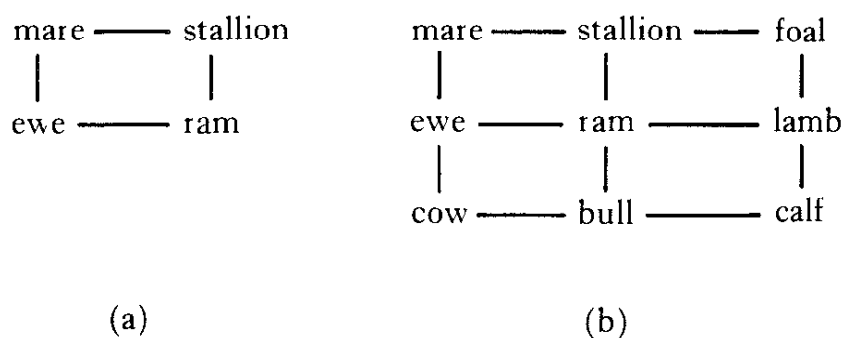 mare stallion
ewe ram
(a)
mare stallion foal
ewe ram lamb
cow bull calf
(b)